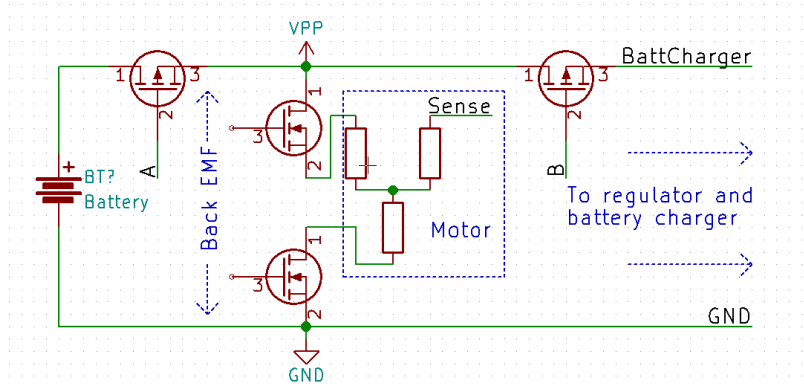 VPP
BattCharger
1
3
2
A
1
3
2
Sense
1
3
2
B
+
BT?
Battery
Back EMF
Motor
To regulator and
battery charger
1
3
2
GND
GND